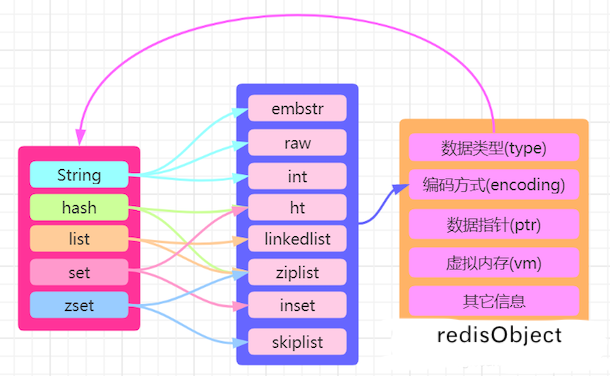 String
hash
list
set
zset
embstr
raw
int
ht
linkedlist
ziplist
inset
skiplist
数据类型(type)
编码方式(encoding)
数据指针(ptr)
虚拟内存(vm)
其它信息
redisObject